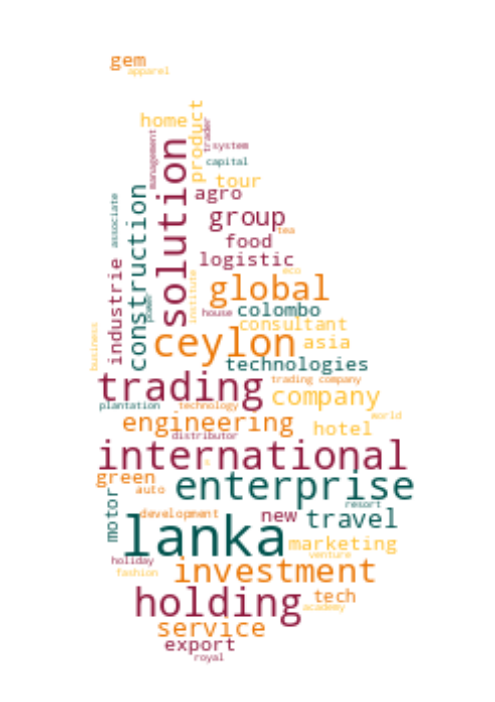 gem
apparel
home
product
trader
management
system
capital
solution
tour
agro
associate
construction
group
tea
food
logistic
industrie
eco
institute
global
power
house
colombo
consultant
business
ceylon
asia
technologies
trading
trading company
company
plantation
technology
world
engineering
hotel
distributor
international
green
enterprise
auto
motor
resort
development
new
travel
lanka
marketing
venture
holiday
fashion
investment
holding
tech
academy
service
export
royal